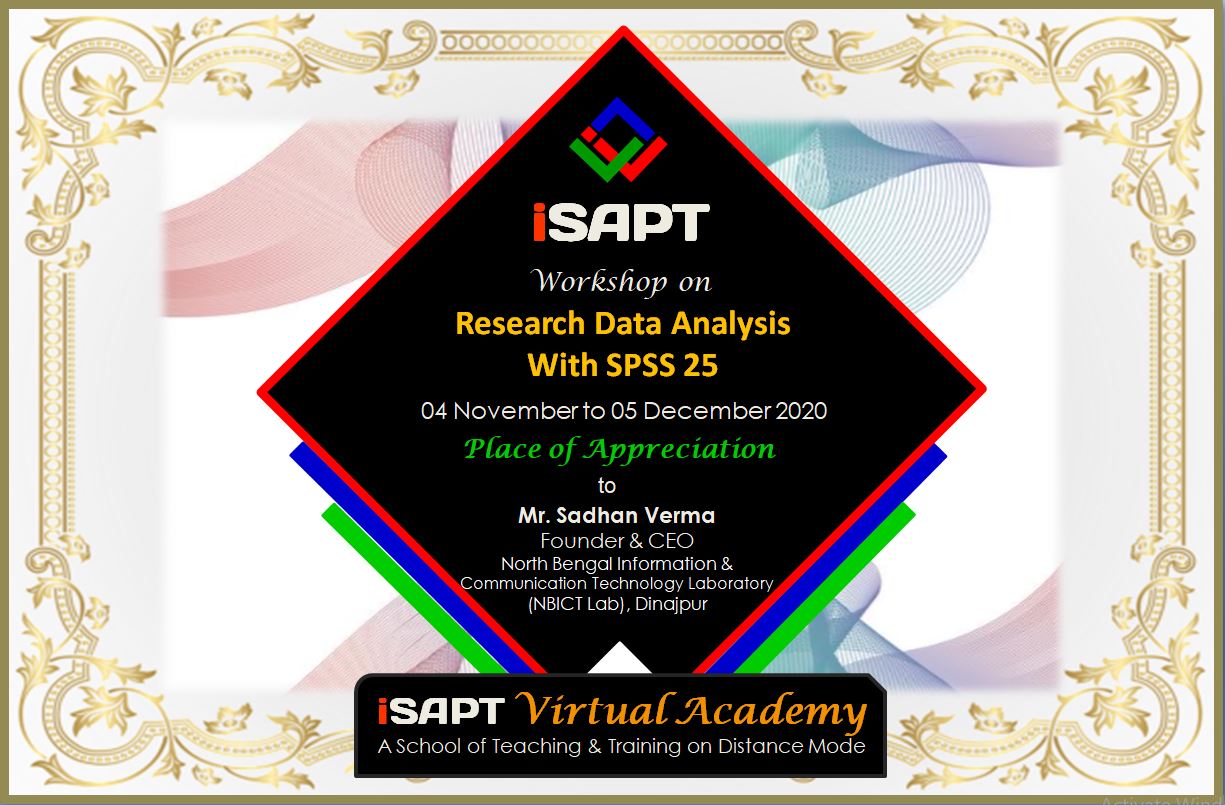 iSAPT
Workshop on
Research Data Analysis
With SPSS 25
04 November to 05 December 2020
Place of Appreciation
to
Mr. Sadhan Verma
Founder & CEO
North Bengal Information &
Communication Technology Laboratory
(NBICT Lab), Dinajpur
iSAPT Virtual Academy
A School of Teaching & Training on Distance Mode